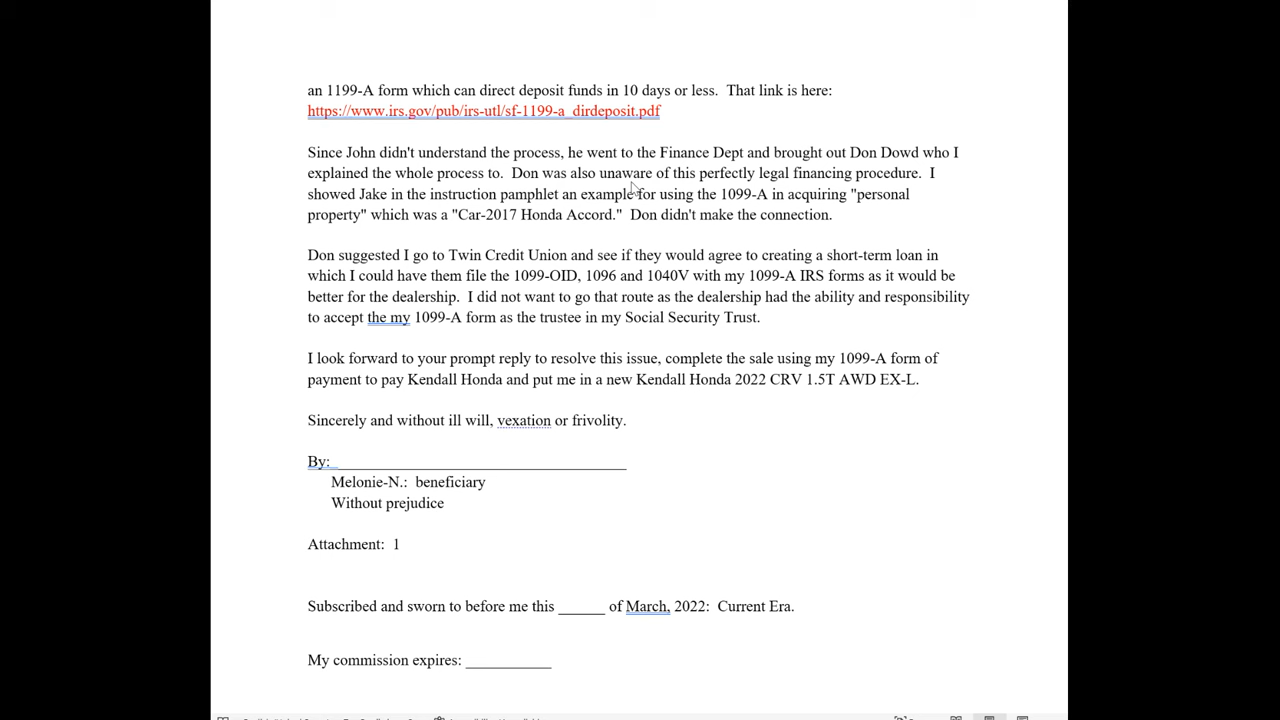 an 1199-A form which can direct deposit funds in 10 days or less.  That link is here:
https://www.irs.gov/pub/irs-utl/sf-1199-a_dirdeposit.pdf
Since John didn't understand the process, he went to the Finance Dept and brought out Don Dowd who I
explained the whole process to.  Don was also unaware of this perfectly legal financing procedure.  I
showed Jake in the instruction pamphlet an example for using the 1099-A in acquiring "personal
property" which was a "Car-2017 Honda Accord."  Don didn't make the connection.
Don suggested I go to Twin Credit Union and see if they would agree to creating a short-term loan in
which I could have them file the 1099-OID, 1096 and 1040V with my 1099-A IRS forms as it would be
better for the dealership.  I did not want to go that route as the dealership had the ability and responsibility
to accept the my 1099-A form as the trustee in my Social Security Trust.
I look forward to your prompt reply to resolve this issue, complete the sale using my 1099-A form of
payment to pay Kendall Honda and put me in a new Kendall Honda 2022 CRV 1.5T AWD EX-L.
Sincerely and without ill will, vexation or frivolity.
By:_____________________________________
Melonie-N.:  beneficiary
Without prejudice
Attachment:  1
Subscribed and sworn to before me this ______ of March, 2022:  Current Era.
My commission expires: ___________